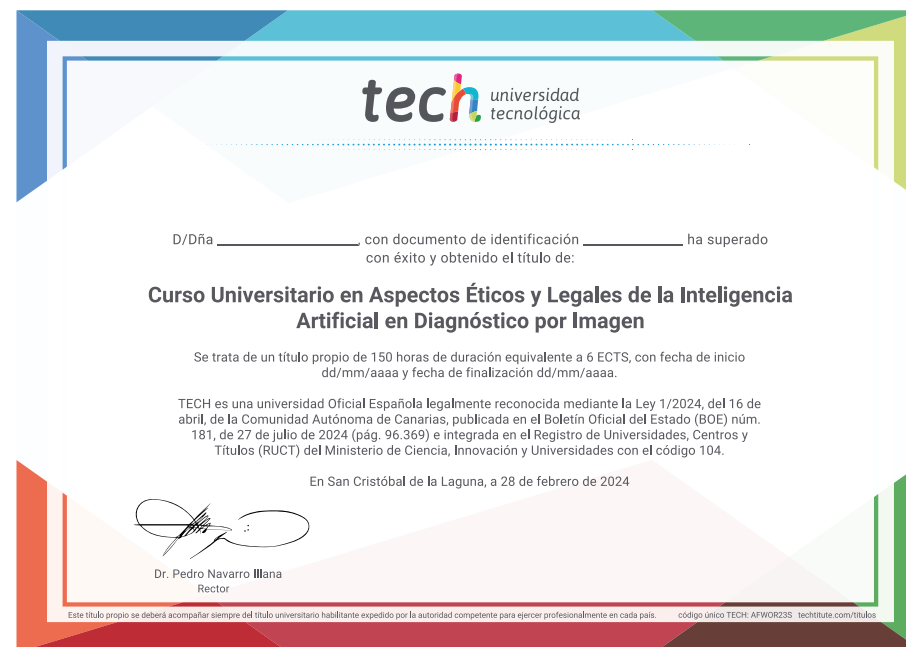 tech universidad
tecnológica
D/Dña ________________, con documento de identificación ____________ ha superado
con éxito y obtenido el título de:
Curso Universitario en Aspectos Éticos y Legales de la Inteligencia
Artificial en Diagnóstico por Imagen
Se trata de un título propio de 150 horas de duración equivalente a 6 ECTS, con fecha de inicio
dd/mm/aaaa y fecha de finalización dd/mm/aaaa.
TECH es una universidad Oficial Española legalmente reconocida mediante la Ley 1/2024, del 16 de
abril, de la Comunidad Autónoma de Canarias, publicada en el Boletín Oficial del Estado (BOE) núm.
181, de 27 de julio de 2024 (pág. 96.369) e integrada en el Registro de Universidades, Centros y
Títulos (RUCT) del Ministerio de Ciencia, Innovación y Universidades con el código 104.
En San Cristóbal de la Laguna, a 28 de febrero de 2024
Dr. Pedro Navarro Illana
Rector
Este título propio se deberá acompañar siempre del título universitario habilitante expedido por la autoridad competente para ejercer profesionalmente en cada país. código único TECH: AFWOR23S techtitute.com/titulos